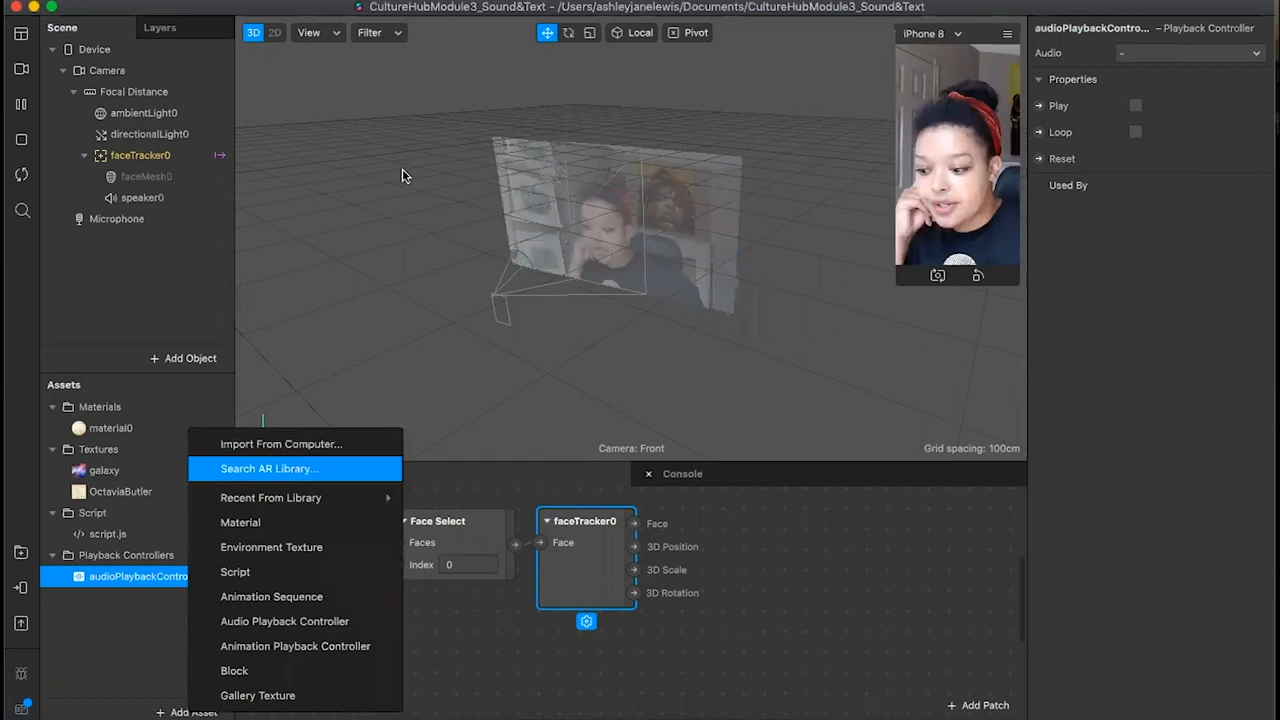 CultureHubModule3_Sound&Text - /Users/ashleyjanelewis/Documents/CultureHubModule3_Sound&Text
Scene
Layers
Device
Camera
Focal Distance
ambientLight0
directionalLight0
faceTracker0
faceMesh0
speaker0
Microphone
+ Add Object
Assets
Materials
material0
Textures
galaxy
OctaviaButler
Script
script.js
Playback Controllers
audioPlaybackContro
+ Add Asset
Import From Computer...
Search AR Library...
Recent From Library
Material
Environment Texture
Script
Animation Sequence
Audio Playback Controller
Animation Playback Controller
Block
Gallery Texture
3D 2D View Filter Local Pivot
iPhone 8
Camera: Front
Grid spacing: 100cm
Console
Face Select
Faces
Index 0
faceTracker0
Face
Face
3D Position
3D Scale
3D Rotation
+ Add Patch
audioPlaybackContro... – Playback Controller
Audio -
Properties
Play
Loop
Reset
Used By